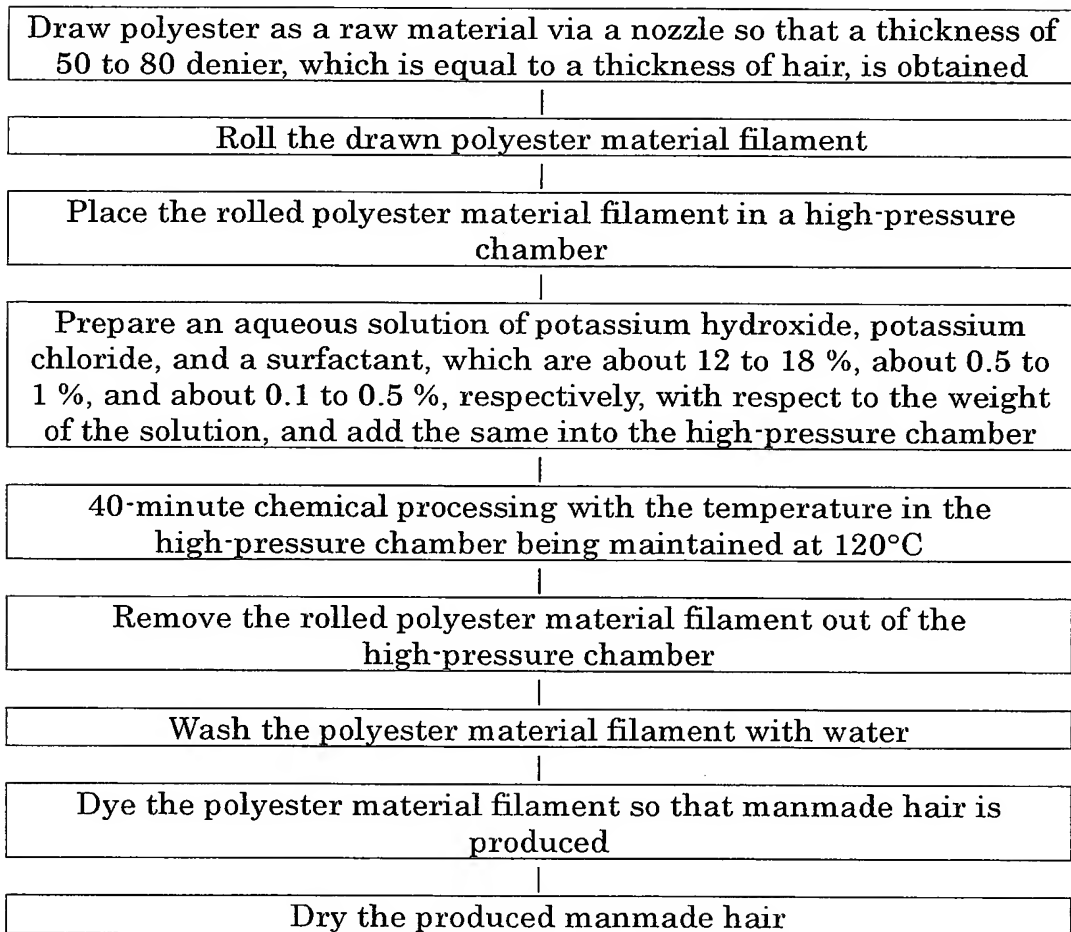 Draw polyester as a raw material via a nozzle so that a thickness of
50 to 80 denier, which is equal to a thickness of hair, is obtained
Roll the drawn polyester material filament
Place the rolled polyester material filament in a high-pressure
chamber
Prepare an aqueous solution of potassium hydroxide, potassium
chloride, and a surfactant, which are about 12 to 18 %, about 0.5 to
1 %, and about 0.1 to 0.5 %, respectively, with respect to the weight
of the solution, and add the same into the high-pressure chamber
40-minute chemical processing with the temperature in the
high-pressure chamber being maintained at 120°C
Remove the rolled polyester material filament out of the
high-pressure chamber
Wash the polyester material filament with water
Dye the polyester material filament so that manmade hair is
produced
Dry the produced manmade hair